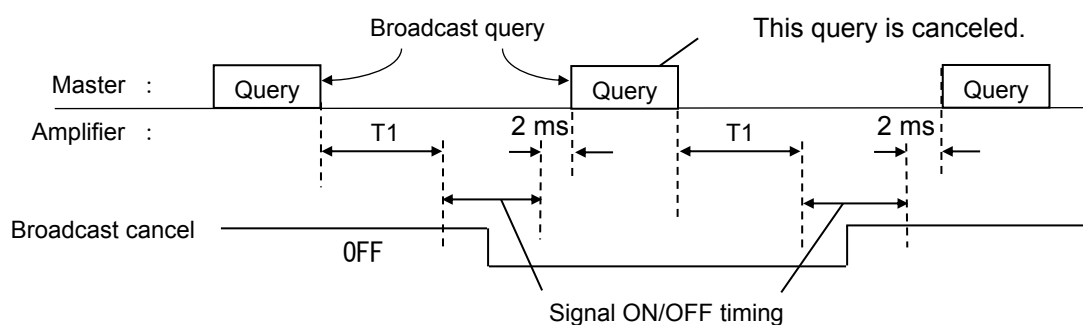 Broadcast query
This query is canceled.
Master :
Query
Query
Query
Amplifier :
T1
2 ms
T1
2 ms
Broadcast cancel
OFF
Signal ON/OFF timing